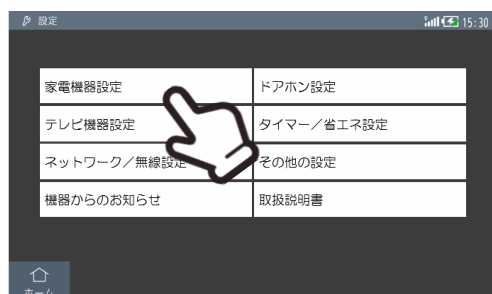 設定
15:30
家電機器設定
ドアホン設定
テレビ機器設定
タイマー／省エネ設定
ネットワーク／無線設定
その他の設定
機器からのお知らせ
取扱説明書
ホーム